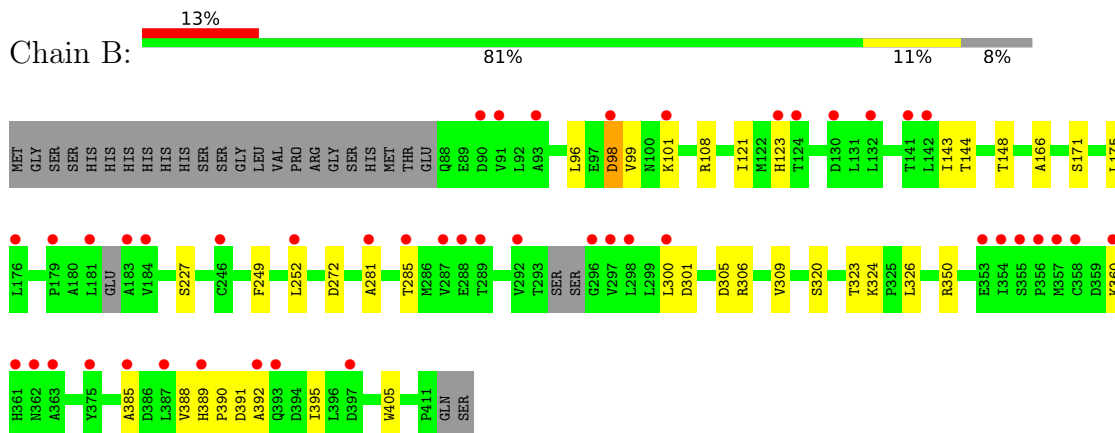 13%
Chain B:
81% 11% 8%
MET GLY SER SER HIS HIS HIS HIS HIS HIS HIS HIS SER SER GLY LEU VAL PRO ARG GLY SER HIS MET THR GLU Q88 E89 D90 V91 L92 A93 L96 E97 D98 V99 N100 K101 R108 I121 M122 H123 T124 D130 L131 L132 T141 L142 I143 T144 T148 A166 S171 L175
L176 P179 A180 L181 GLU A183 V184 S227 C246 F249 L252 D272 A281 T285 M286 V287 E288 T289 V292 T293 SER SER G296 V297 L298 L299 L300 D301 D305 R306 V309 S320 T323 K324 P325 L326 R350 E353 I354 S355 P356 M357 C358 D359 K360
H361 N362 A363 Y375 A385 D386 L387 V388 H389 P390 D391 A392 Q393 D394 I395 L396 D397 W405 P411 GLN SER